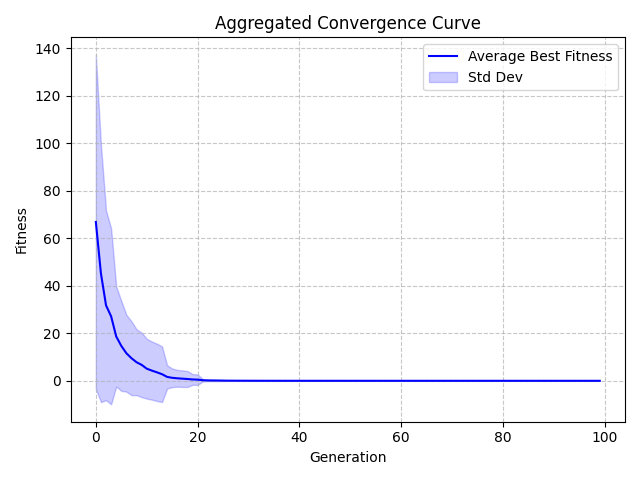 Aggregated Convergence Curve
Average Best Fitness
Std Dev
Fitness
140
120
100
80
60
40
20
0
0 20 40 60 80 100
Generation